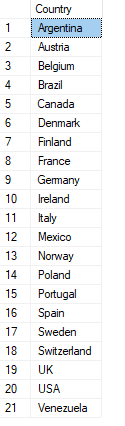 Country
1 Argentina
2 Austria
3 Belgium
4 Brazil
5 Canada
6 Denmark
7 Finland
8 France
9 Germany
10 Ireland
11 Italy
12 Mexico
13 Norway
14 Poland
15 Portugal
16 Spain
17 Sweden
18 Switzerland
19 UK
20 USA
21 Venezuela